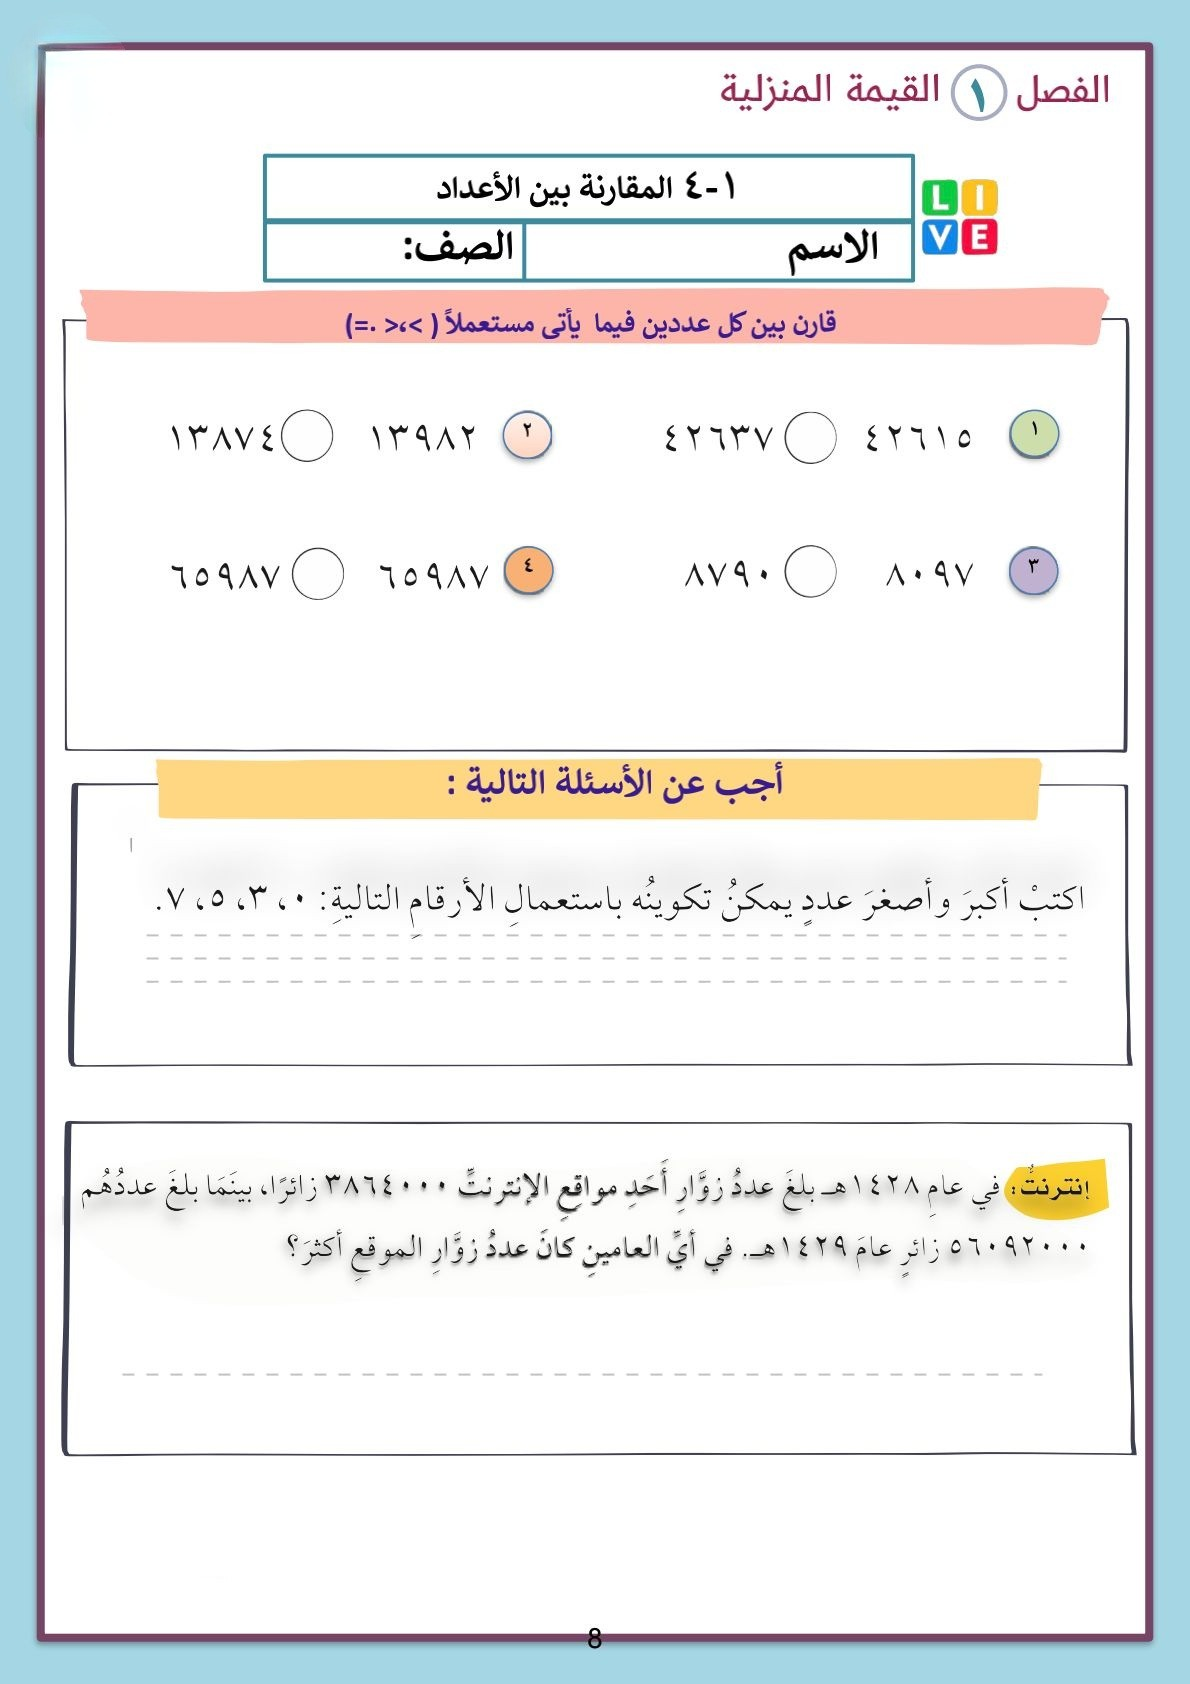 الفصل ١ القيمة المنزلية
١-٤ المقارنة بين الأعداد
LIVE
الاسم
الصف:
قارن بين كل عددين فيما يأتى مستعملاً ( >،< .=)
١ ٤٢٦١٥ ٤٢٦٣٧
٢ ١٣٩٨٢ ١٣٨٧٤
٣ ٨٠٩٧ ٨٧٩٠
٤ ٦٥٩٨٧ ٦٥٩٨٧
أجب عن الأسئلة التالية :
اكتبْ أكبرَ وأصغرَ عددٍ يمكنُ تكوينُه باستعمالِ الأرقامِ التاليةِ: ٠، ٣، ٥، ٧.
إنترنتٌ: في عامِ ١٤٢٨هـ بلغَ عددُ زوَّارِ أَحَدِ مواقعِ الإنترنتِّ ٣٨٦٤٠٠٠ زائرًا، بينَمَا بلغَ عددُهُم
٥٦٠٩٢٠٠٠ زائرٍ عامَ ١٤٢٩هـ. في أيِّ العامينِ كانَ عددُ زوَّارِ الموقعِ أكثرَ؟
8